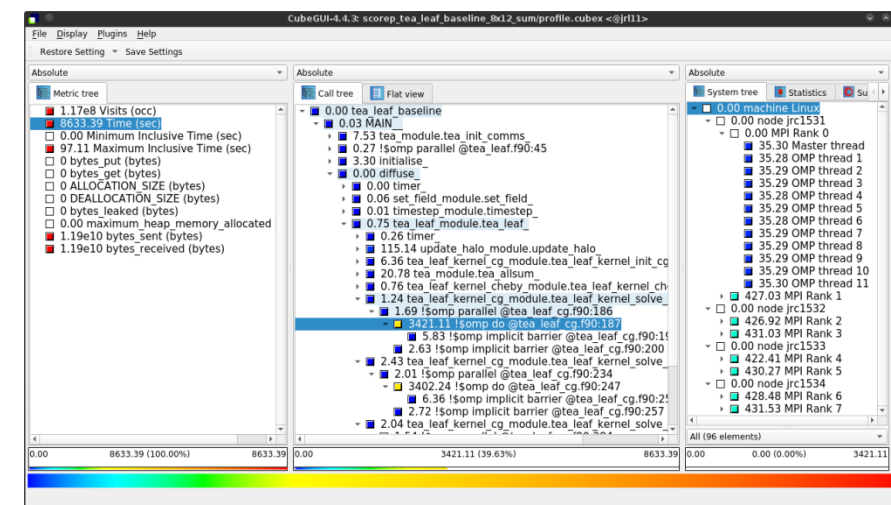 CubeGUI-4.4.3: scorep_tea_leaf_baseline_8x12_sum/profile.cubex <@jrl11>
File Display Plugins Help
Restore Setting Save Settings
Absolute
Metric tree
1.17e8 Visits (occ)
8633.39 Time (sec)
0.00 Minimum Inclusive Time (sec)
97.11 Maximum Inclusive Time (sec)
0 bytes_put (bytes)
0 bytes_get (bytes)
0 ALLOCATION_SIZE (bytes)
0 DEALLOCATION_SIZE (bytes)
0 bytes_leaked (bytes)
0.00 maximum_heap_memory_allocated
1.19e10 bytes_sent (bytes)
1.19e10 bytes_received (bytes)
0.00 8633.39 (100.00%) 8633.39
Absolute
Call tree Flat view
0.00 tea_leaf_baseline
0.03 MAIN__
7.53 tea_module.tea_init_comms_
0.27 !$omp parallel @tea_leaf.f90:45
3.30 initialise_
0.00 diffuse_
0.00 timer_
0.06 set_field_module.set_field_
0.01 timestep_module.timestep_
0.75 tea_leaf_module.tea_leaf_
0.26 timer_
115.14 update_halo_module.update_halo_
6.36 tea_leaf_kernel_cg_module.tea_leaf_kernel_init_cg
20.78 tea_module.tea_allsum_
0.76 tea_leaf_kernel_cheby_module.tea_leaf_kernel_ch
1.24 tea_leaf_kernel_cg_module.tea_leaf_kernel_solve_
1.69 !$omp parallel @tea_leaf_cg.f90:186
3421.11 !$omp do @tea_leaf_cg.f90:187
5.83 !$omp implicit barrier @tea_leaf_cg.f90:19
2.63 !$omp implicit barrier @tea_leaf_cg.f90:200
2.43 tea_leaf_kernel_cg_module.tea_leaf_kernel_solve_
2.01 !$omp parallel @tea_leaf_cg.f90:234
3402.24 !$omp do @tea_leaf_cg.f90:247
6.36 !$omp implicit barrier @tea_leaf_cg.f90:25
2.72 !$omp implicit barrier @tea_leaf_cg.f90:257
2.04 tea_leaf_kernel_cg_module.tea_leaf_kernel_solve_
0.00 3421.11 (39.63%) 8633.39
Absolute
System tree Statistics Su
0.00 machine Linux
0.00 node jrc1531
0.00 MPI Rank 0
35.30 Master thread
35.28 OMP thread 1
35.29 OMP thread 2
35.29 OMP thread 3
35.28 OMP thread 4
35.29 OMP thread 5
35.28 OMP thread 6
35.29 OMP thread 7
35.29 OMP thread 8
35.29 OMP thread 9
35.29 OMP thread 10
35.30 OMP thread 11
427.03 MPI Rank 1
0.00 node jrc1532
426.92 MPI Rank 2
431.03 MPI Rank 3
0.00 node jrc1533
422.41 MPI Rank 4
430.27 MPI Rank 5
0.00 node jrc1534
428.48 MPI Rank 6
431.53 MPI Rank 7
All (96 elements)
0.00 0.00 (0.00%) 3421.11